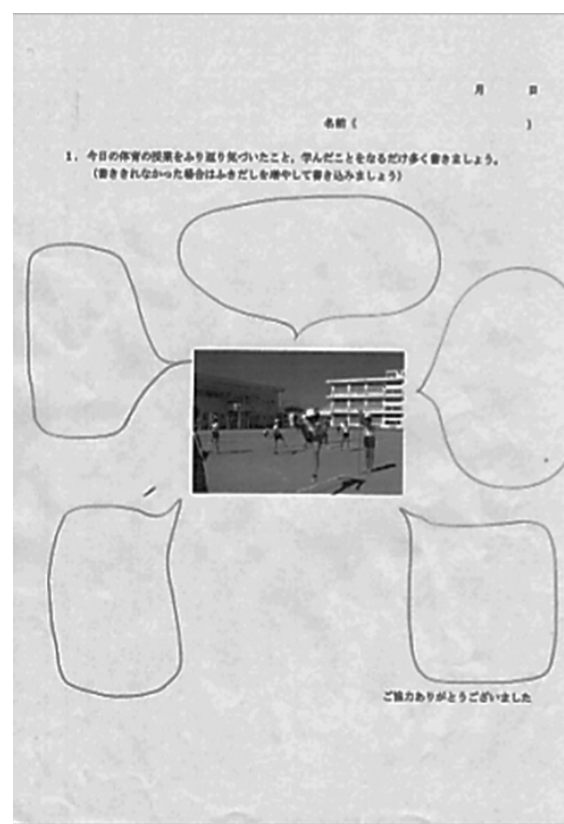 月 日
名前( )
1．今日の体育の授業をふり返り気づいたこと，学んだことをなるだけ多く書きましょう。
（書ききれなかった場合はふきだしを増やして書き込みましょう）
ご協力ありがとうございました